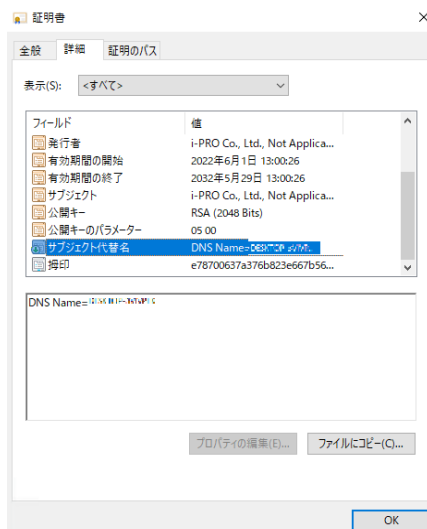 証明書
全般 詳細 証明のパス
表示(S): <すべて>
フィールド 値
発行者 i-PRO Co., Ltd., Not Applica...
有効期間の開始 2022年6月1日 13:00:26
有効期間の終了 2032年5月29日 13:00:26
サブジェクト i-PRO Co., Ltd., Not Applica...
公開キー RSA (2048 Bits)
公開キーのパラメーター 05 00
サブジェクト代替名 DNS Name=
拇印 e78700637a376b823e667b56...
DNS Name=
プロパティの編集(E)... ファイルにコピー(C)...
OK